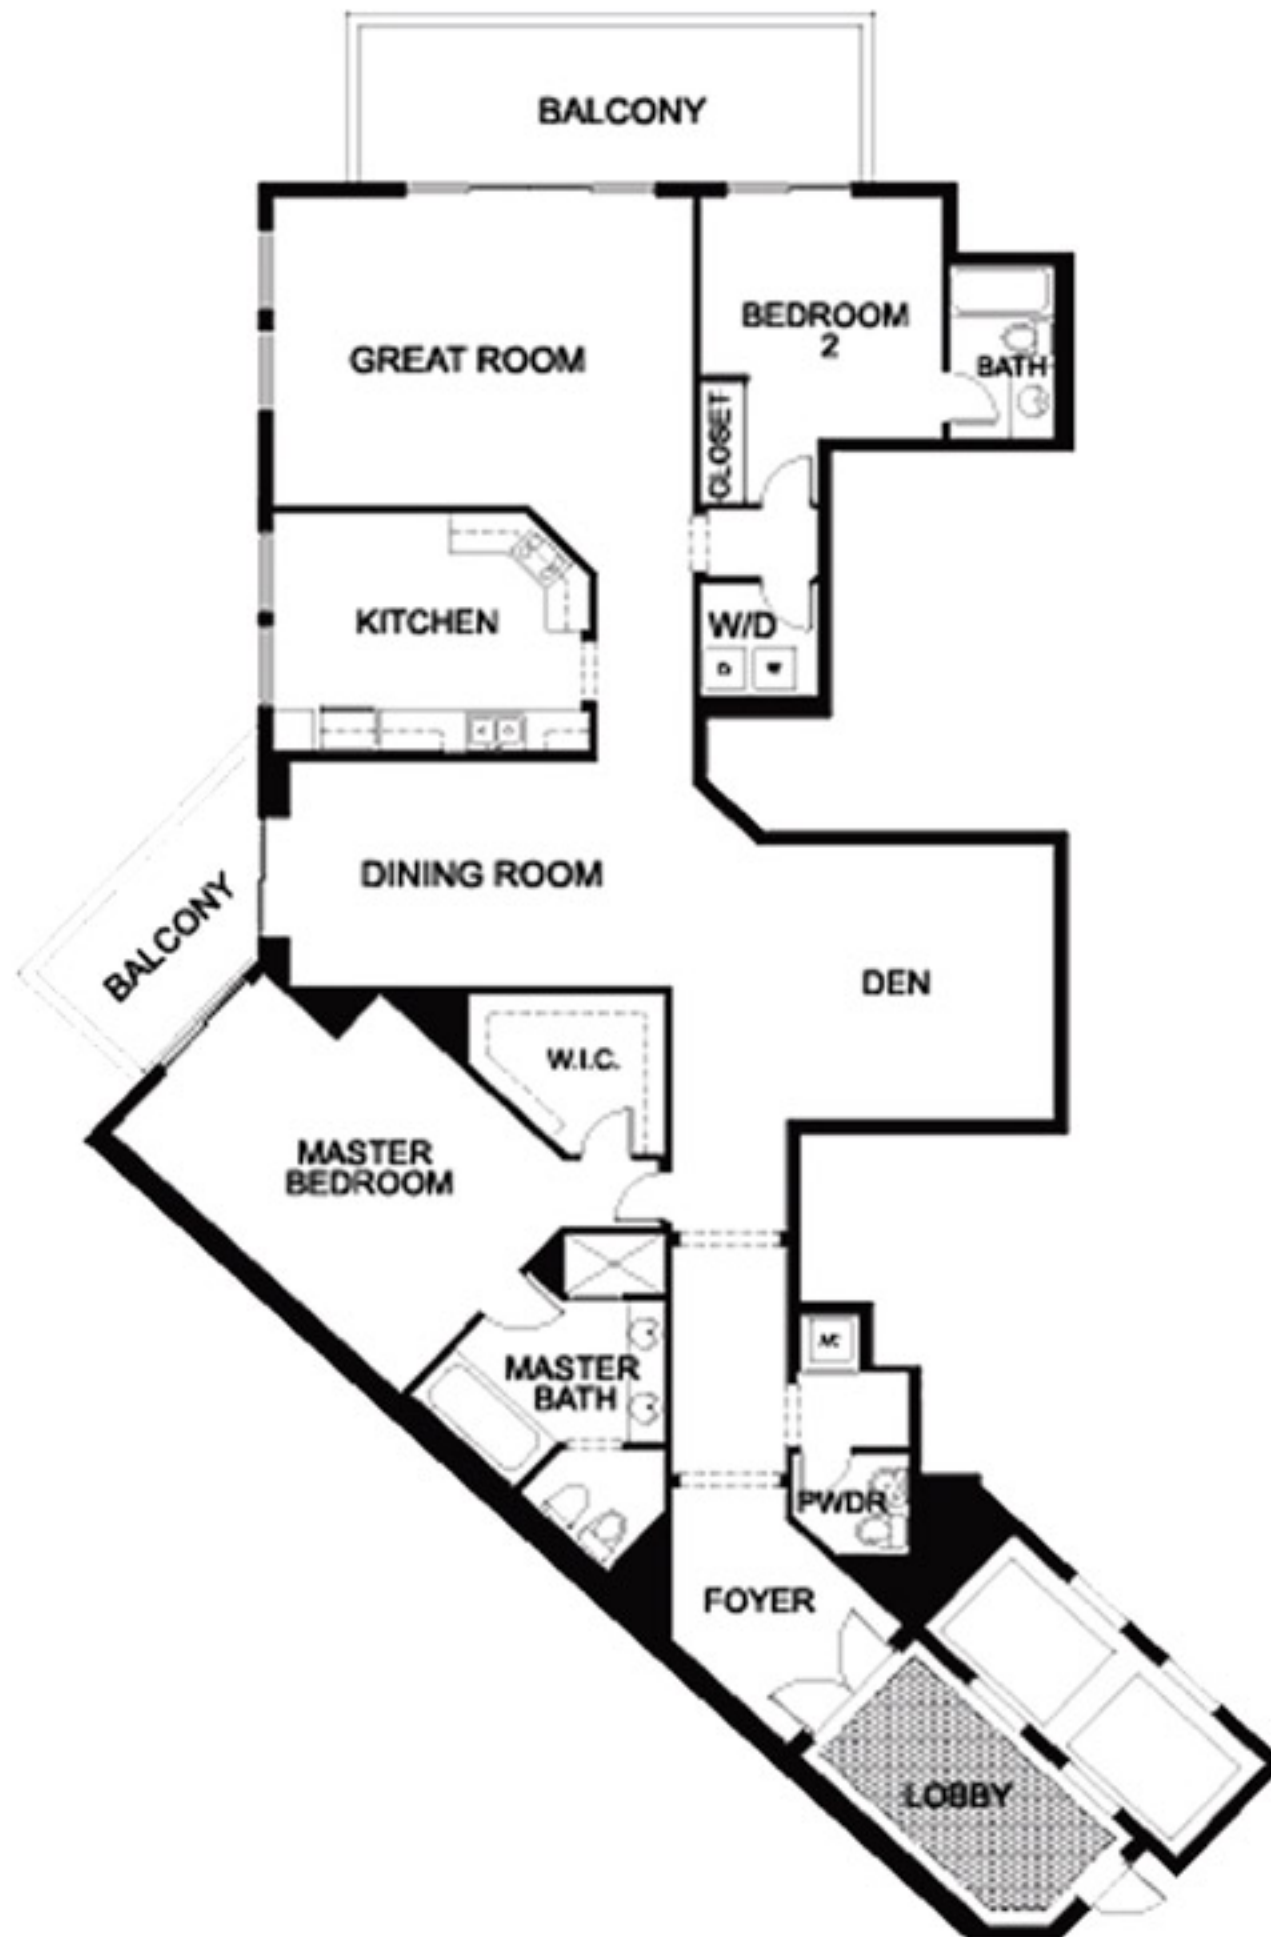 BALCONY
GREAT ROOM
BEDROOM
2
BATH
CLOSET
KITCHEN
W/D
D
W
DINING ROOM
BALCONY
DEN
W.I.C.
MASTER
BEDROOM
AC
MASTER
BATH
PWDR
FOYER
LOBBY